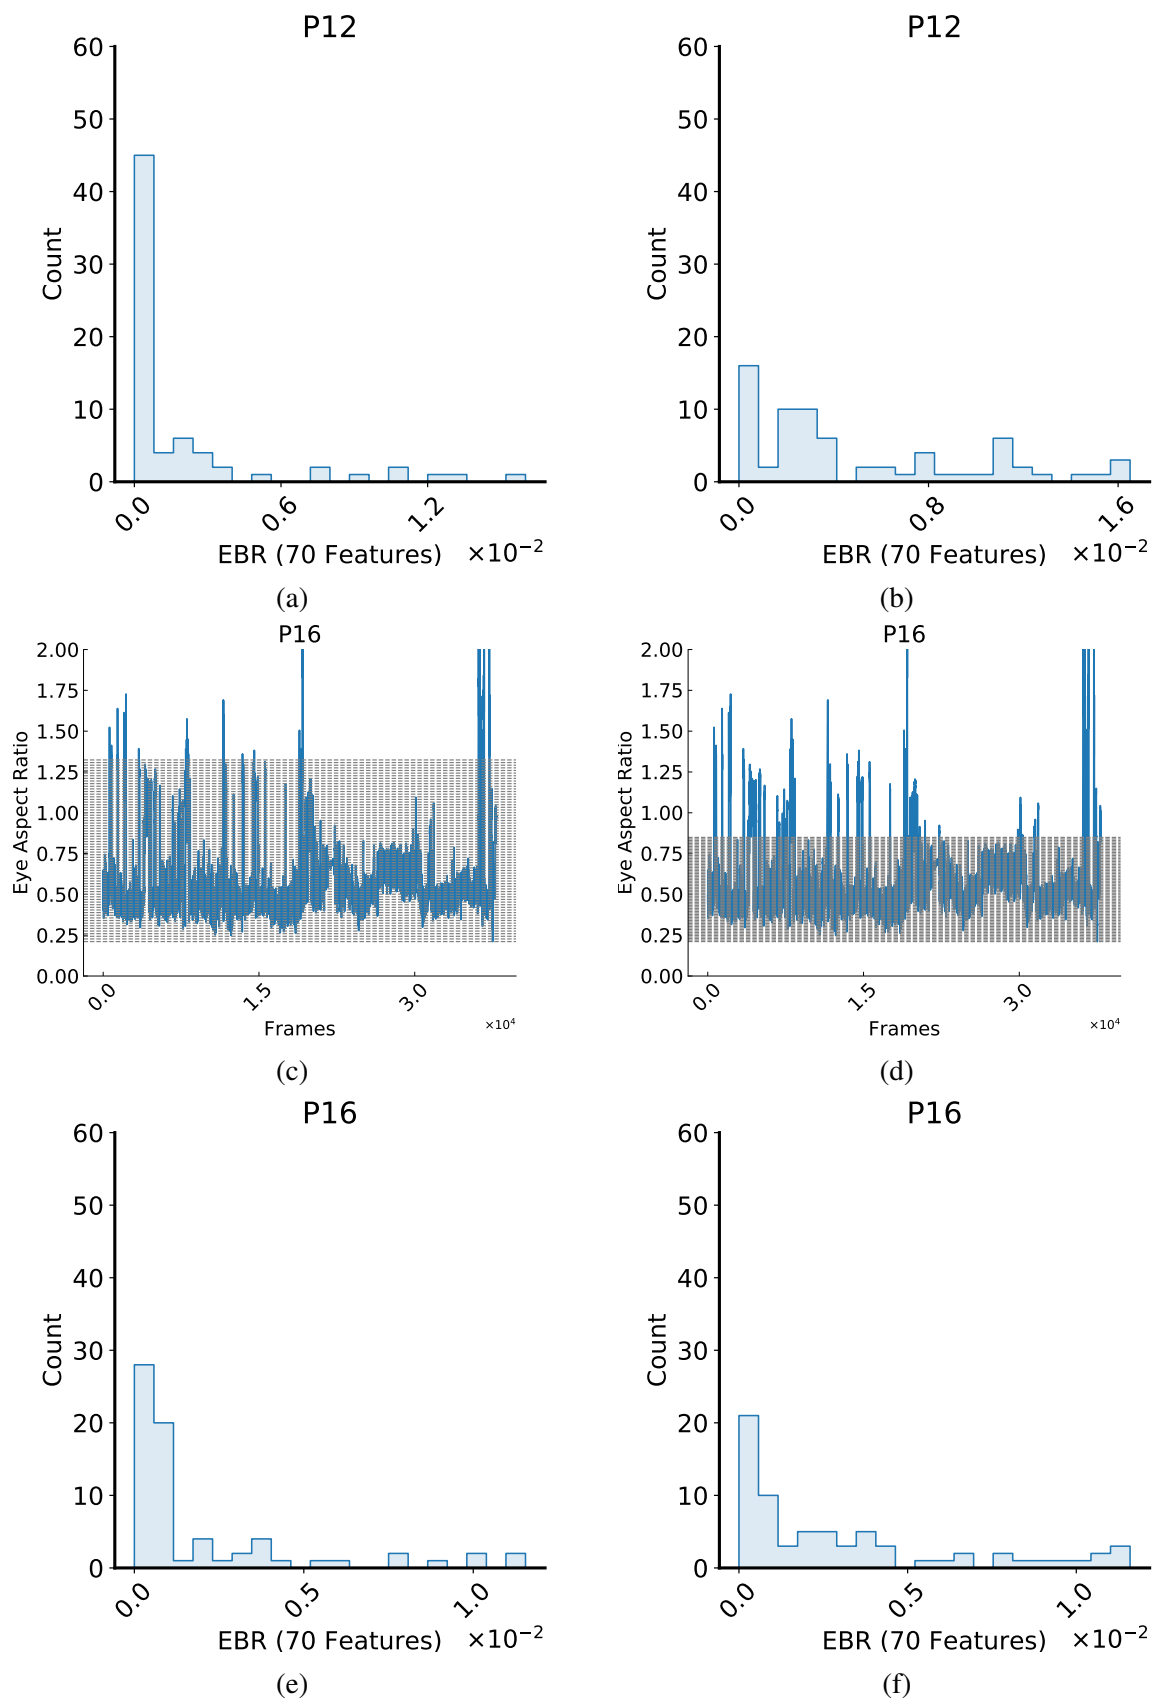 P12
60
50
40
30
20
10
0
Count
0.0
0.6
1.2
EBR (70 Features) ×10⁻²
(a)
P12
60
50
40
30
20
10
0
Count
0.0
0.8
1.6
EBR (70 Features) ×10⁻²
(b)
P16
2.00
1.75
1.50
1.25
1.00
0.75
0.50
0.25
0.00
Eye Aspect Ratio
0.0
1.5
3.0
Frames ×10⁴
(c)
P16
2.00
1.75
1.50
1.25
1.00
0.75
0.50
0.25
0.00
Eye Aspect Ratio
0.0
1.5
3.0
Frames ×10⁴
(d)
P16
60
50
40
30
20
10
0
Count
0.0
0.5
1.0
EBR (70 Features) ×10⁻²
(e)
P16
60
50
40
30
20
10
0
Count
0.0
0.5
1.0
EBR (70 Features) ×10⁻²
(f)